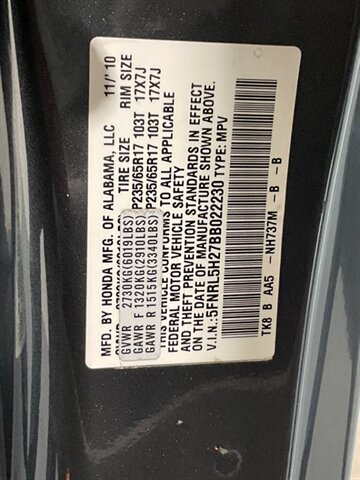 MFD. BY HONDA MFG. OF ALABAMA, LLC 11/'10
TIRE SIZE RIM SIZE
GVWR 2730KG(6019LBS)
GAWR F 1320KG(2910LBS) P235/65R17 103T 17X7J
GAWR R 1515KG(3340LBS) P235/65R17 103T 17X7J
THIS VEHICLE CONFORMS TO ALL APPLICABLE
FEDERAL MOTOR VEHICLE SAFETY
AND THEFT PREVENTION STANDARDS IN EFFECT
ON THE DATE OF MANUFACTURE SHOWN ABOVE.
V.I.N.:5FNRL5H27BB022230 TYPE: MPV
TK8 B AA5 -NH737M -B -B